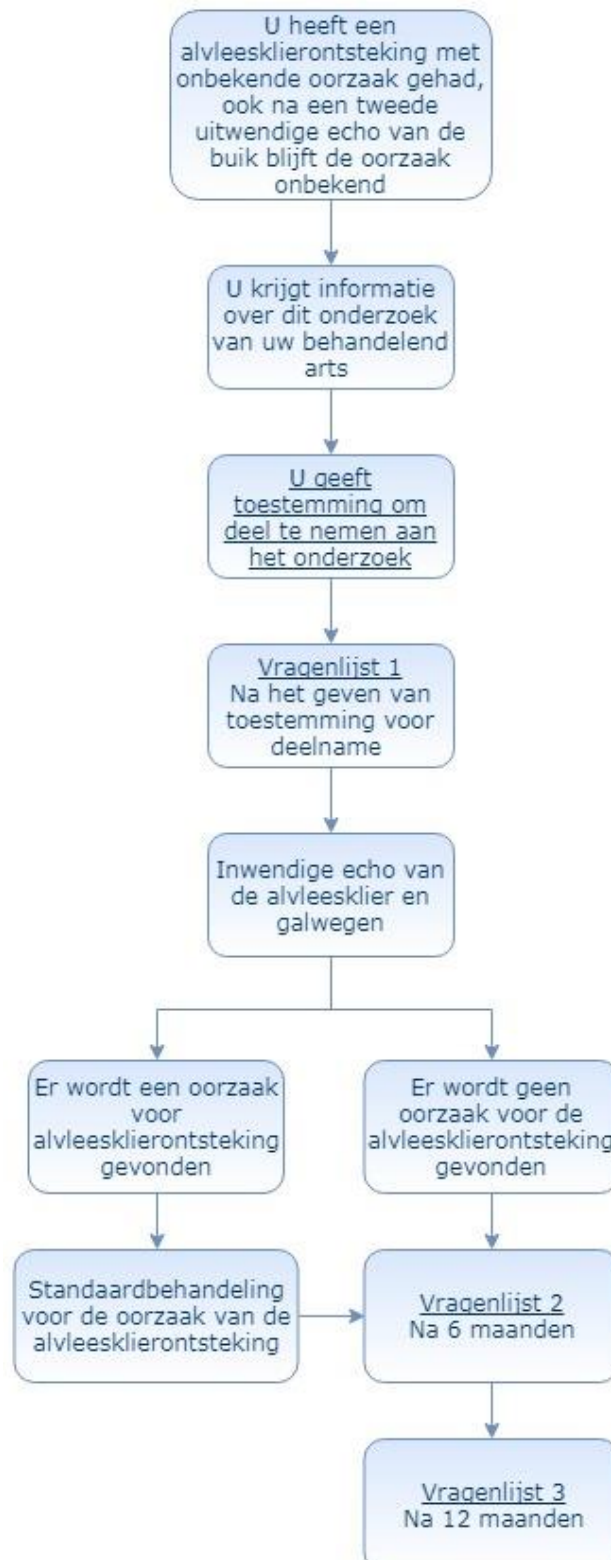 U heeft een
alvleesklierontsteking met
onbekende oorzaak gehad,
ook na een tweede
uitwendige echo van de
buik blijft de oorzaak
onbekend
U krijgt informatie
over dit onderzoek
van uw behandelend
arts
U geeft
toestemming om
deel te nemen aan
het onderzoek
Vragenlijst 1
Na het geven van
toestemming voor
deelname
Inwendige echo van
de alvleesklier en
galwegen
Er wordt een oorzaak
voor
alvleesklierontsteking
gevonden
Er wordt geen
oorzaak voor de
alvleesklierontsteking
gevonden
Standaardbehandeling
voor de oorzaak van de
alvleesklierontsteking
Vragenlijst 2
Na 6 maanden
Vragenlijst 3
Na 12 maanden